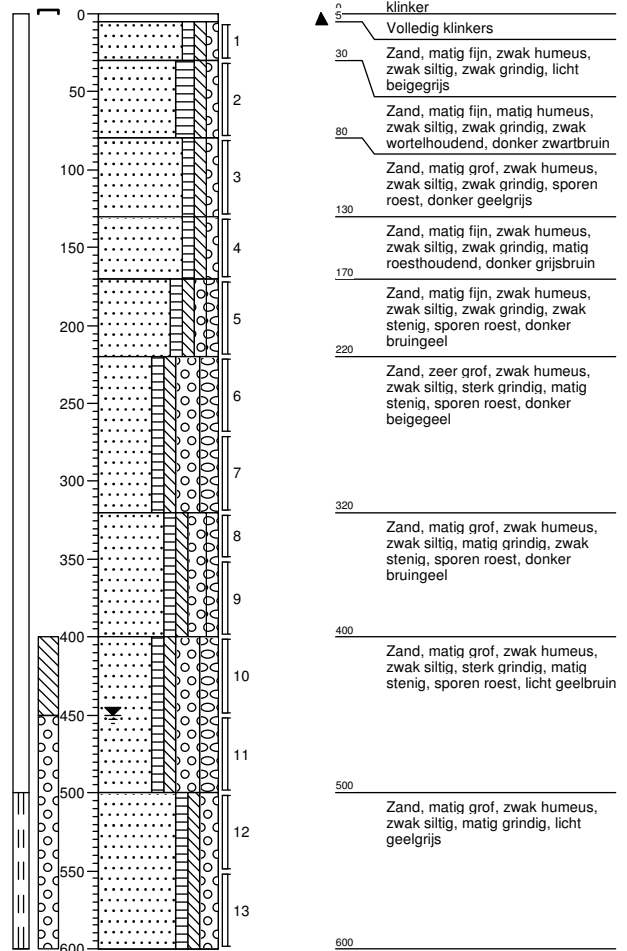 0
50
100
150
200
250
300
350
400
450
500
550
600
1
2
3
4
5
6
7
8
9
10
11
12
13
0
klinker
5
Volledig klinkers
30
Zand, matig fijn, zwak humeus,
zwak siltig, zwak grindig, licht
beigegrijs
Zand, matig fijn, matig humeus,
zwak siltig, zwak grindig, zwak
wortelhoudend, donker zwartbruin
80
Zand, matig grof, zwak humeus,
zwak siltig, zwak grindig, sporen
roest, donker geelgrijs
130
Zand, matig fijn, zwak humeus,
zwak siltig, zwak grindig, matig
roesthoudend, donker grijsbruin
170
Zand, matig fijn, zwak humeus,
zwak siltig, zwak grindig, zwak
stenig, sporen roest, donker
bruingeel
220
Zand, zeer grof, zwak humeus,
zwak siltig, sterk grindig, matig
stenig, sporen roest, donker
beigegeel
320
Zand, matig grof, zwak humeus,
zwak siltig, matig grindig, zwak
stenig, sporen roest, donker
bruingeel
400
Zand, matig grof, zwak humeus,
zwak siltig, sterk grindig, matig
stenig, sporen roest, licht geelbruin
500
Zand, matig grof, zwak humeus,
zwak siltig, matig grindig, licht
geelgrijs
600